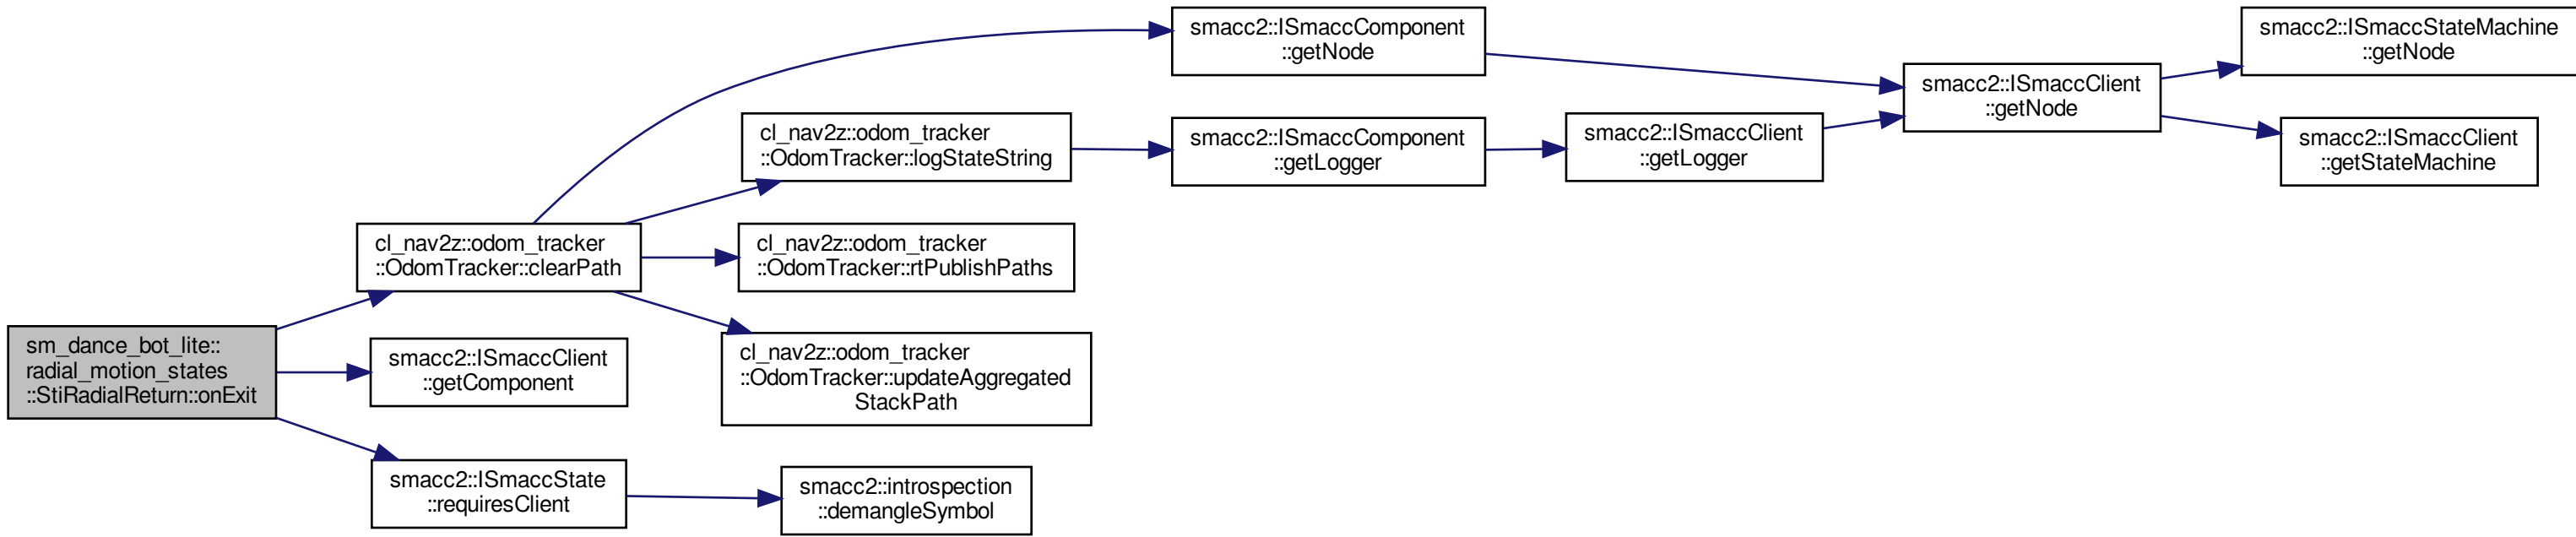 sm_dance_bot_lite::
radial_motion_states
::StiRadialReturn::onExit
cl_nav2z::odom_tracker
::OdomTracker::clearPath
smacc2::ISmaccClient
::getComponent
smacc2::ISmaccState
::requiresClient
cl_nav2z::odom_tracker
::OdomTracker::logStateString
cl_nav2z::odom_tracker
::OdomTracker::rtPublishPaths
cl_nav2z::odom_tracker
::OdomTracker::updateAggregated
StackPath
smacc2::introspection
::demangleSymbol
smacc2::ISmaccComponent
::getNode
smacc2::ISmaccComponent
::getLogger
smacc2::ISmaccClient
::getLogger
smacc2::ISmaccClient
::getNode
smacc2::ISmaccStateMachine
::getNode
smacc2::ISmaccClient
::getStateMachine